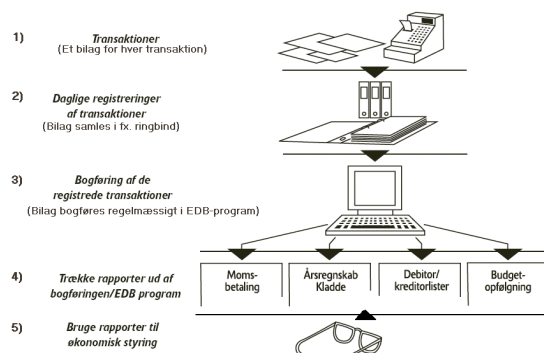 1) Transaktioner
(Et bilag for hver transaktion)
2) Daglige registreringer
af transaktioner
(Bilag samles i fx. ringbind)
3) Bogføring af de
registrede transaktioner
(Bilag bogføres regelmæssigt i EDB-program)
4) Trække rapporter ud af
bogføringen/EDB program
Moms-
betaling
Årsregnskab
Kladde
Debitor/
kreditorlister
Budget-
opfølgning
5) Bruge rapporter til
økonomisk styring